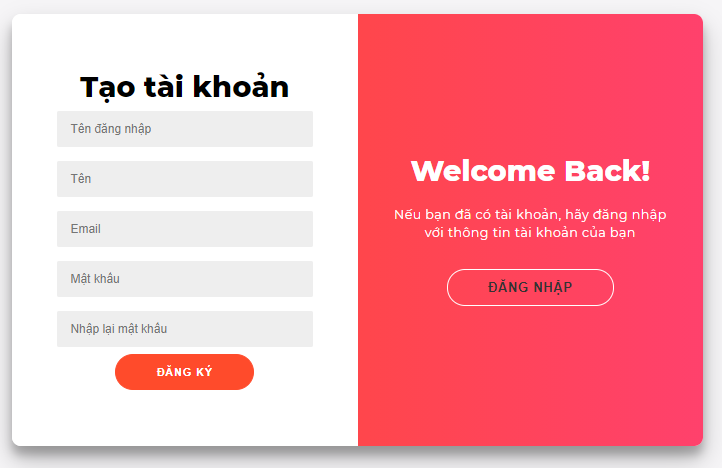 Tạo tài khoản
Tên đăng nhập
Tên
Email
Mật khẩu
Nhập lại mật khẩu
ĐĂNG KÝ
Welcome Back!
Nếu bạn đã có tài khoản, hãy đăng nhập
với thông tin tài khoản của bạn
ĐĂNG NHẬP